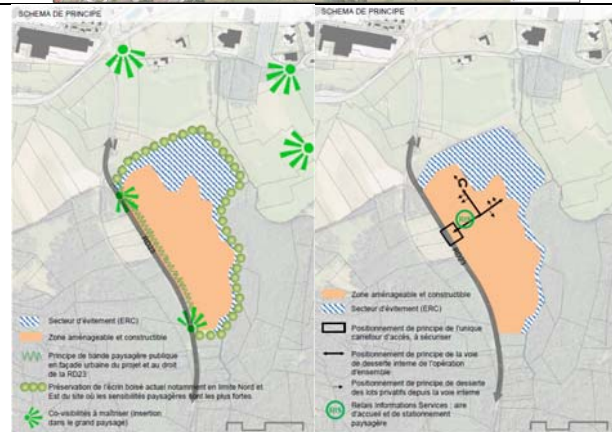 SCHEMA DE PRINCIPE
RD23
Secteur d'évitement (ERC)
Zone aménageable et constructible
Principe de bande paysagère publique
en façade urbaine du projet et au droit
de la RD23
Préservation de l'écrin boisé actuel notamment en limite Nord et
Est du site où les sensibilités paysagères sont les plus fortes.
Co-visibilités à maîtriser (insertion
dans le grand paysage)
SCHEMA DE PRINCIPE
RIS
RD23
Zone aménageable et constructible
Secteur d'évitement (ERC)
Positionnement de principe de l'unique
carrefour d'accès, à sécuriser
Positionnement de principe de la voie
de desserte interne de l'opération
d'ensemble
Positionnement de principe de desserte
des lots privatifs depuis la voie interne
RIS
Relais Informations Services : aire
d'accueil et de stationnement
paysagère